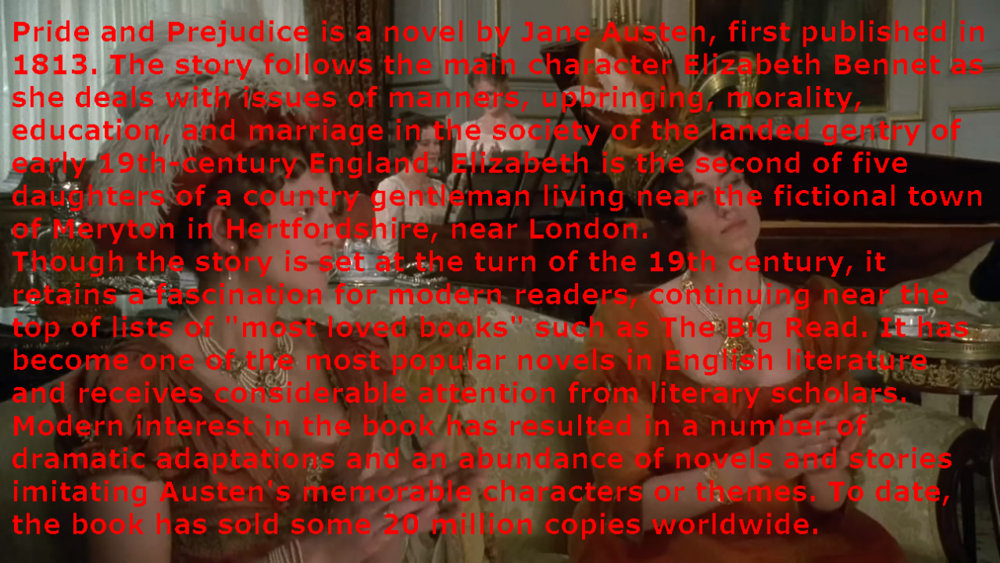 Pride and Prejudice is a novel by Jane Austen, first published in
1813. The story follows the main character Elizabeth Bennet as
she deals with issues of manners, upbringing, morality,
education, and marriage in the society of the landed gentry of
early 19th-century England. Elizabeth is the second of five
daughters of a country gentleman living near the fictional town
of Meryton in Hertfordshire, near London.
Though the story is set at the turn of the 19th century, it
retains a fascination for modern readers, continuing near the
top of lists of "most loved books" such as The Big Read. It has
become one of the most popular novels in English literature
and receives considerable attention from literary scholars.
Modern interest in the book has resulted in a number of
dramatic adaptations and an abundance of novels and stories
imitating Austen's memorable characters or themes. To date,
the book has sold some 20 million copies worldwide.